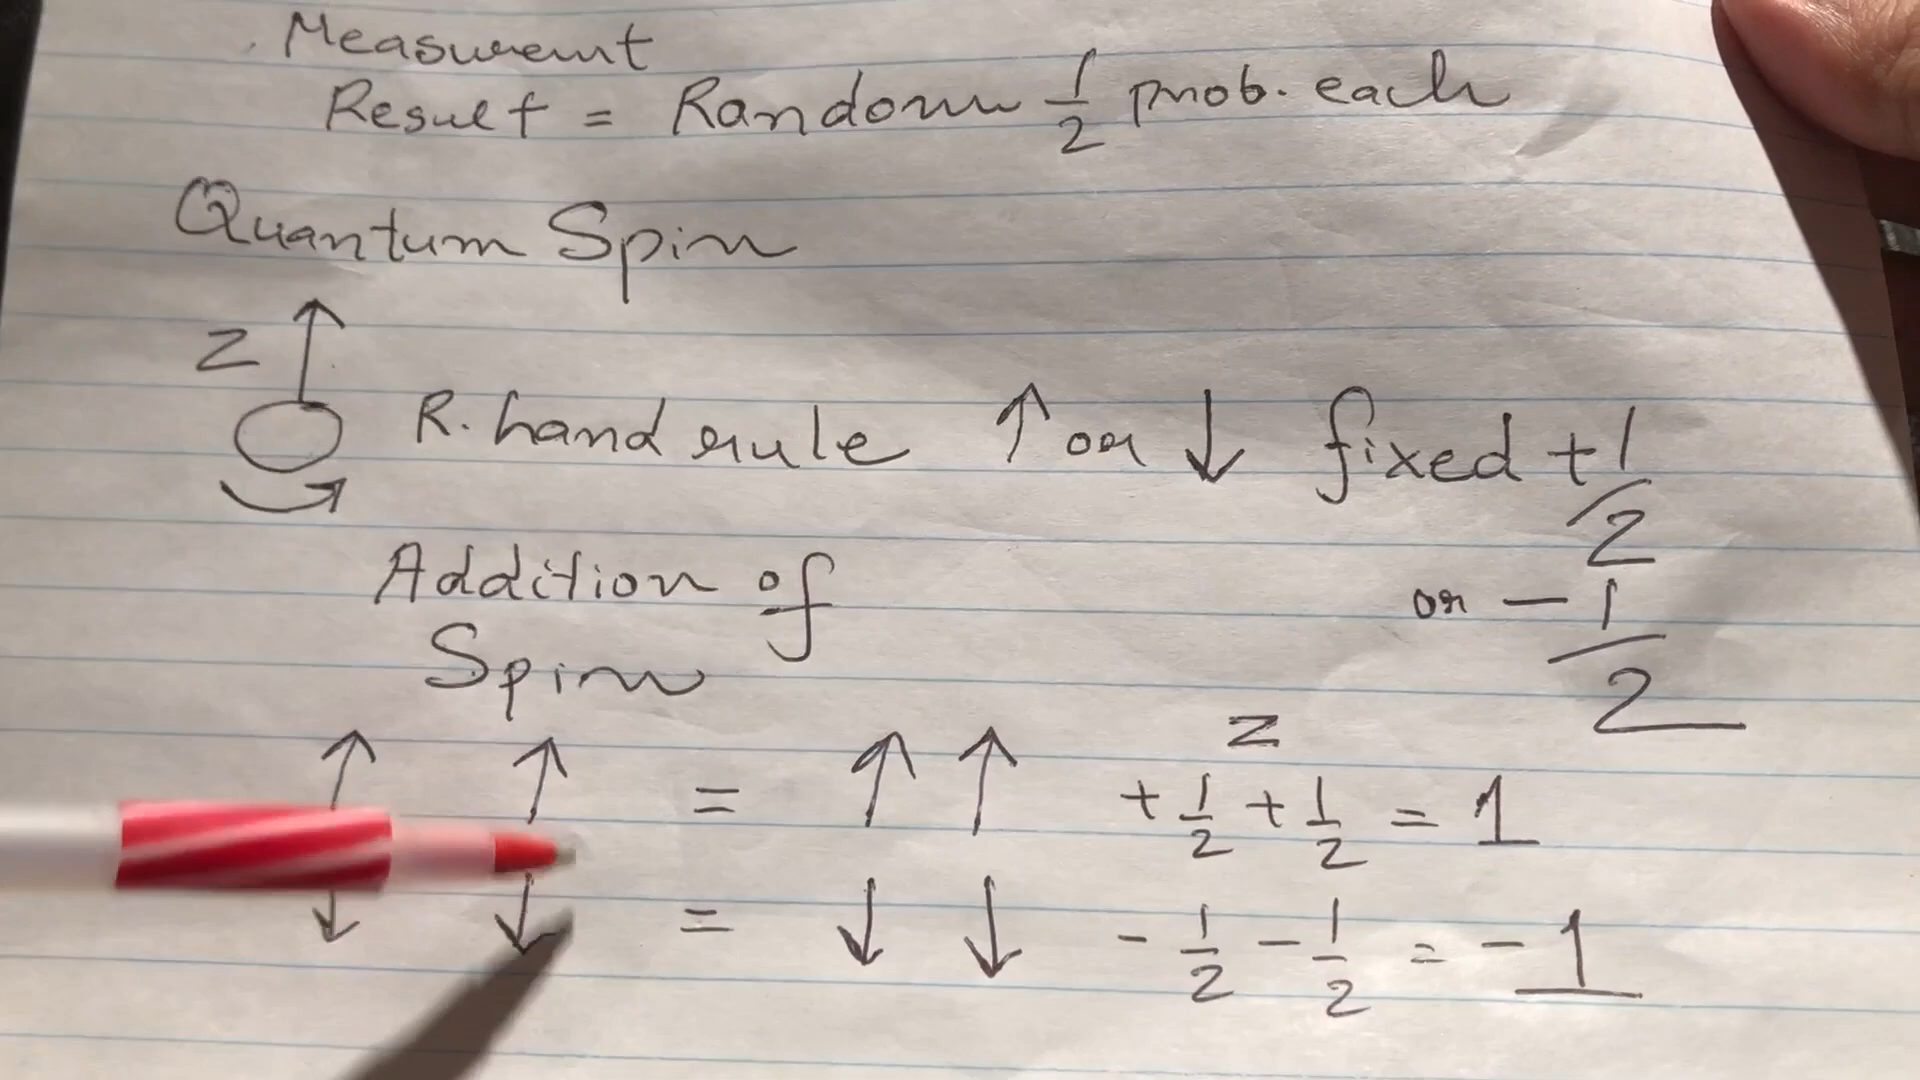 Measuremt
Result = Random 1/2 prob. each
Quantum Spin
Z ↑
R. hand rule ↑ or ↓ fixed + 1/2
or - 1/2
Addition of
Spin
Z
↑ ↑ = ↑ ↑ + 1/2 + 1/2 = 1
↓ ↓ = ↓ ↓ - 1/2 - 1/2 = - 1